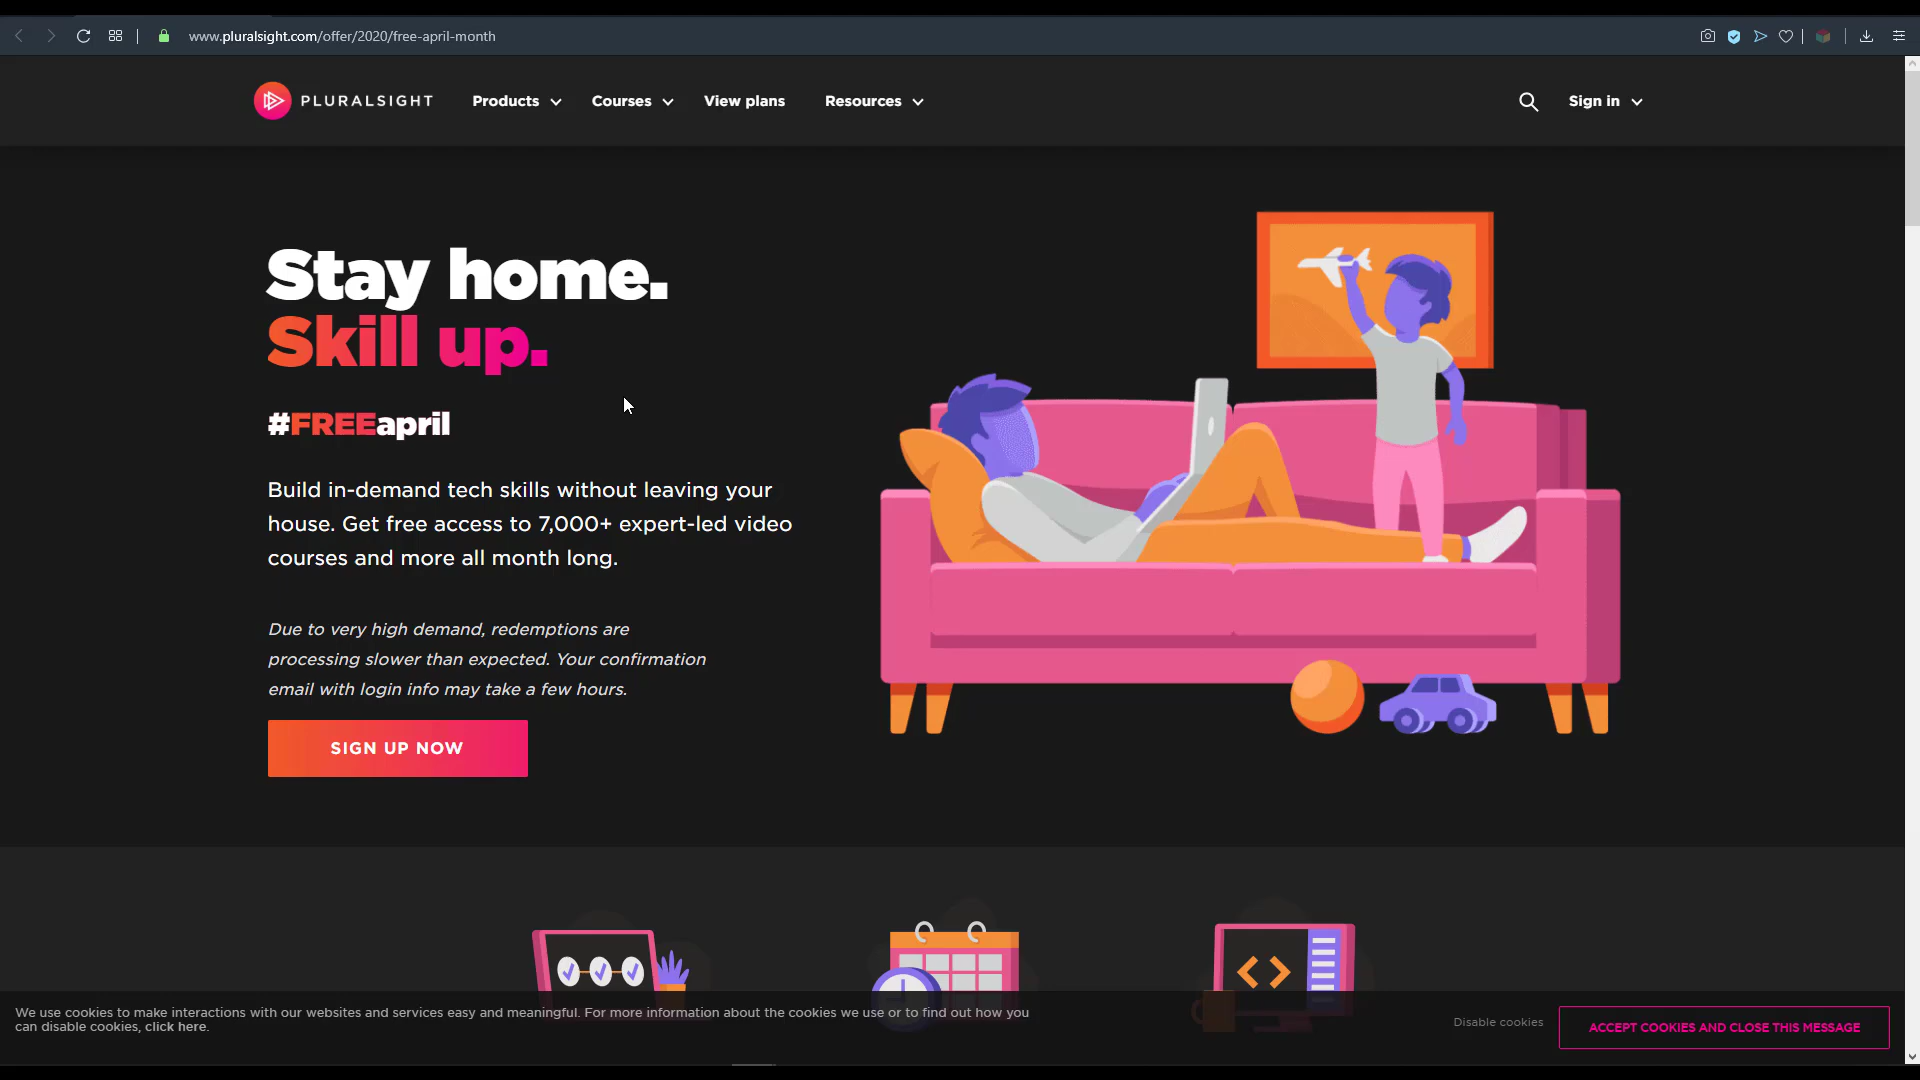 www.pluralsight.com/offer/2020/free-april-month
PLURALSIGHT
Products
Courses
View plans
Resources
Sign in
Stay home.
Skill up.
#FREEapril
Build in-demand tech skills without leaving your
house. Get free access to 7,000+ expert-led video
courses and more all month long.
Due to very high demand, redemptions are
processing slower than expected. Your confirmation
email with login info may take a few hours.
SIGN UP NOW
We use cookies to make interactions with our websites and services easy and meaningful. For more information about the cookies we use or to find out how you
can disable cookies, click here.
Disable cookies
ACCEPT COOKIES AND CLOSE THIS MESSAGE